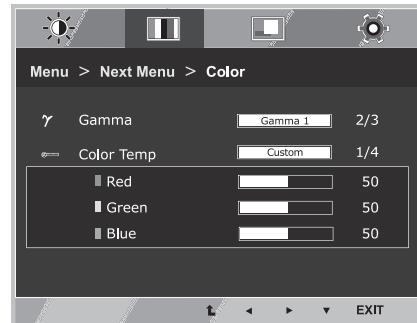 Menu > Next Menu > Color
γ Gamma Gamma 1 2/3
Color Temp Custom 1/4
Red 50
Green 50
Blue 50
EXIT